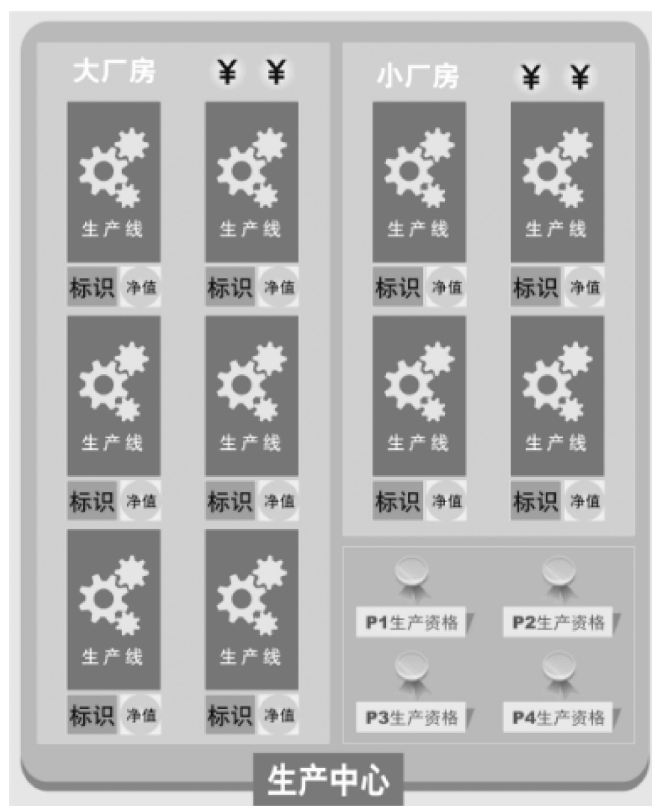 大厂房 ¥ ¥
生产线 生产线
标识 净值 标识 净值
生产线 生产线
标识 净值 标识 净值
生产线 生产线
标识 净值 标识 净值
小厂房 ¥ ¥
生产线 生产线
标识 净值 标识 净值
生产线 生产线
标识 净值 标识 净值
P1生产资格 P2生产资格
P3生产资格 P4生产资格
生产中心